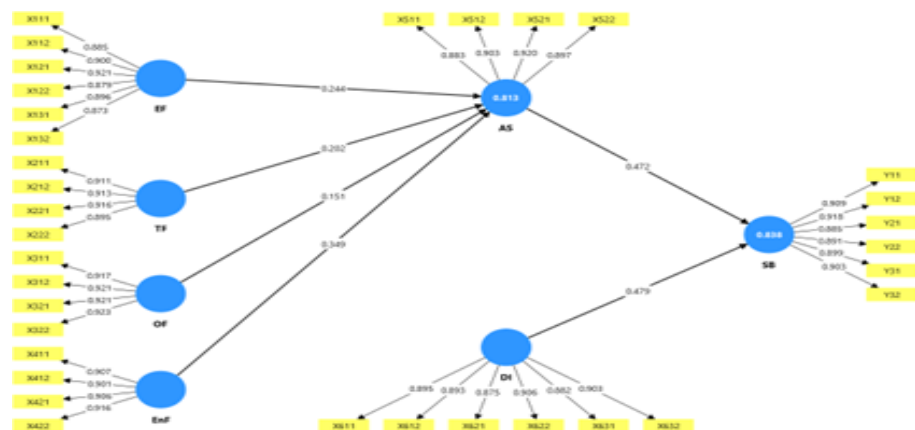 X111
X112
X121
X122
X131
X132
0.885
0.900
0.921
0.879
0.896
0.873
EF
X211
X212
X221
X222
0.911
0.913
0.916
0.895
TF
X311
X312
X321
X322
0.917
0.921
0.921
0.923
OF
X411
X412
X421
X422
0.907
0.901
0.906
0.916
EnF
0.244
0.202
0.151
0.349
X511 X512 X521 X522
0.883 0.903 0.920 0.897
0.813
AS
0.472
0.479
DI
0.895 0.893 0.875 0.906 0.882 0.903
X611 X612 X621 X622 X631 X632
0.838
SB
0.909
0.918
0.885
0.891
0.899
0.903
Y11
Y12
Y21
Y22
Y31
Y32